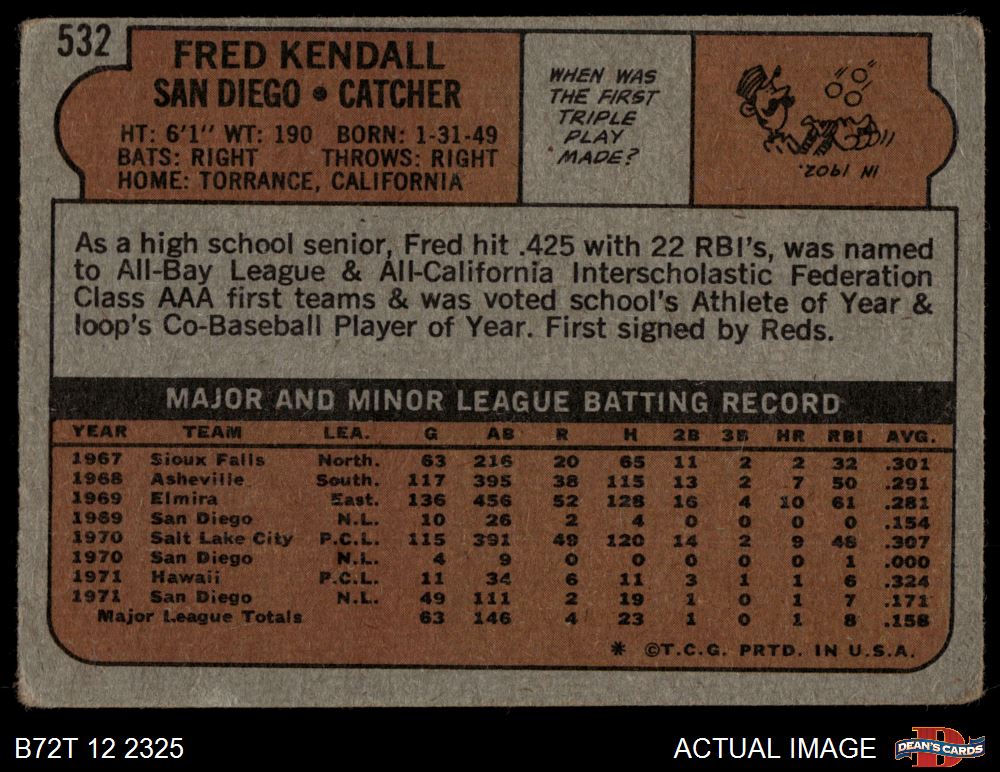 532
FRED KENDALL
SAN DIEGO • CATCHER
HT: 6'1" WT: 190 BORN: 1-31-49
BATS: RIGHT THROWS: RIGHT
HOME: TORRANCE, CALIFORNIA
WHEN WAS
THE FIRST
TRIPLE
PLAY
MADE?
IN 1902.
As a high school senior, Fred hit .425 with 22 RBI's, was named
to All-Bay League & All-California Interscholastic Federation
Class AAA first teams & was voted school's Athlete of Year &
loop's Co-Baseball Player of Year. First signed by Reds.
MAJOR AND MINOR LEAGUE BATTING RECORD
YEAR TEAM LEA. G AB R H 2B 3B HR RBI AVG.
1967 Sioux Falls North. 63 216 20 65 11 2 2 32 .301
1968 Asheville South. 117 395 38 115 13 2 7 50 .291
1969 Elmira East. 136 456 52 128 16 4 10 61 .281
1969 San Diego N.L. 10 26 2 4 0 0 0 0 .154
1970 Salt Lake City P.C.L. 115 391 49 120 14 2 9 48 .307
1970 San Diego N.L. 4 9 0 0 0 0 0 1 .000
1971 Hawaii P.C.L. 11 34 6 11 3 1 1 6 .324
1971 San Diego N.L. 49 111 2 19 1 0 1 7 .171
Major League Totals 63 146 4 23 1 0 1 8 .158
* ©T.C.G. PRTD. IN U.S.A.
B72T 12 2325
ACTUAL IMAGE
DEAN'S CARDS